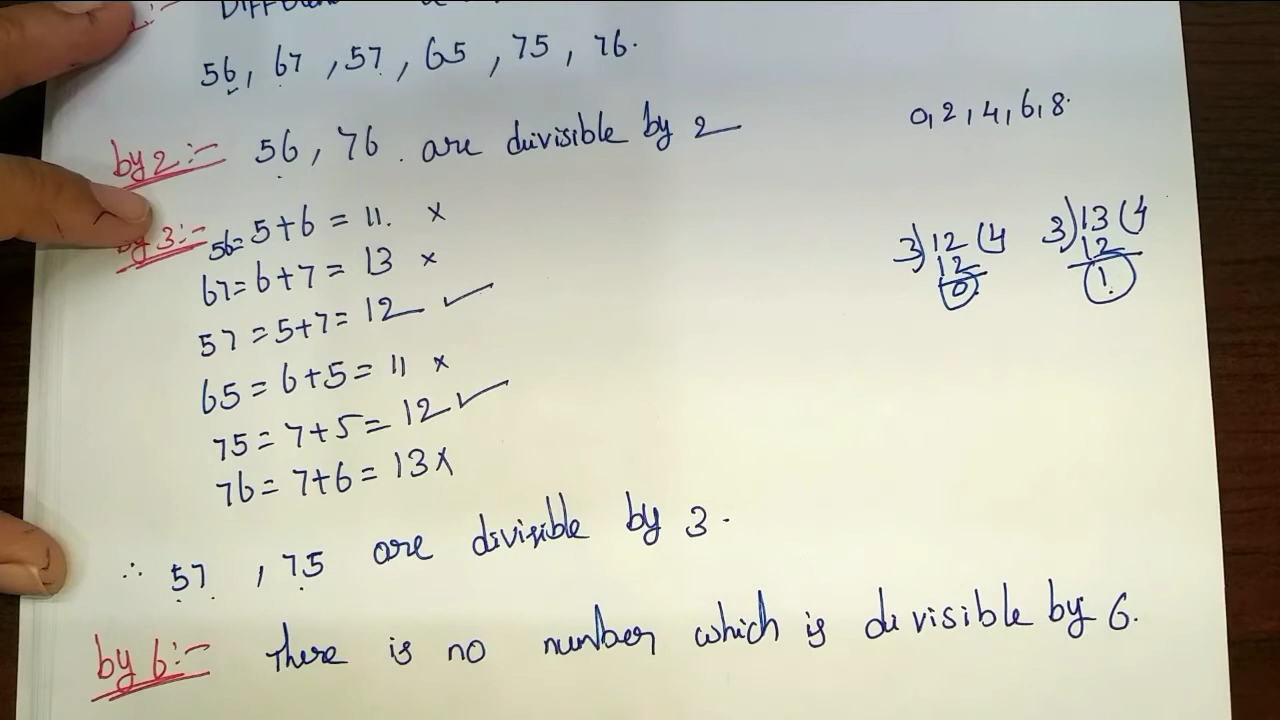 56, 67, 57, 65, 75, 76.
0, 2, 4, 6, 8.
by 2:- 56, 76. are divisible by 2
by 3:- 56= 5+6 = 11. x
67= 6+7 = 13 x
57 = 5+7= 12 ✓
65 = 6+5 = 11 x
75 = 7+5 = 12 ✓
76 = 7+6 = 13 x
3)12(4
12
0
3)13(4
12
1.
∴ 57, 75 are divisible by 3.
by 6:- There is no number which is divisible by 6.